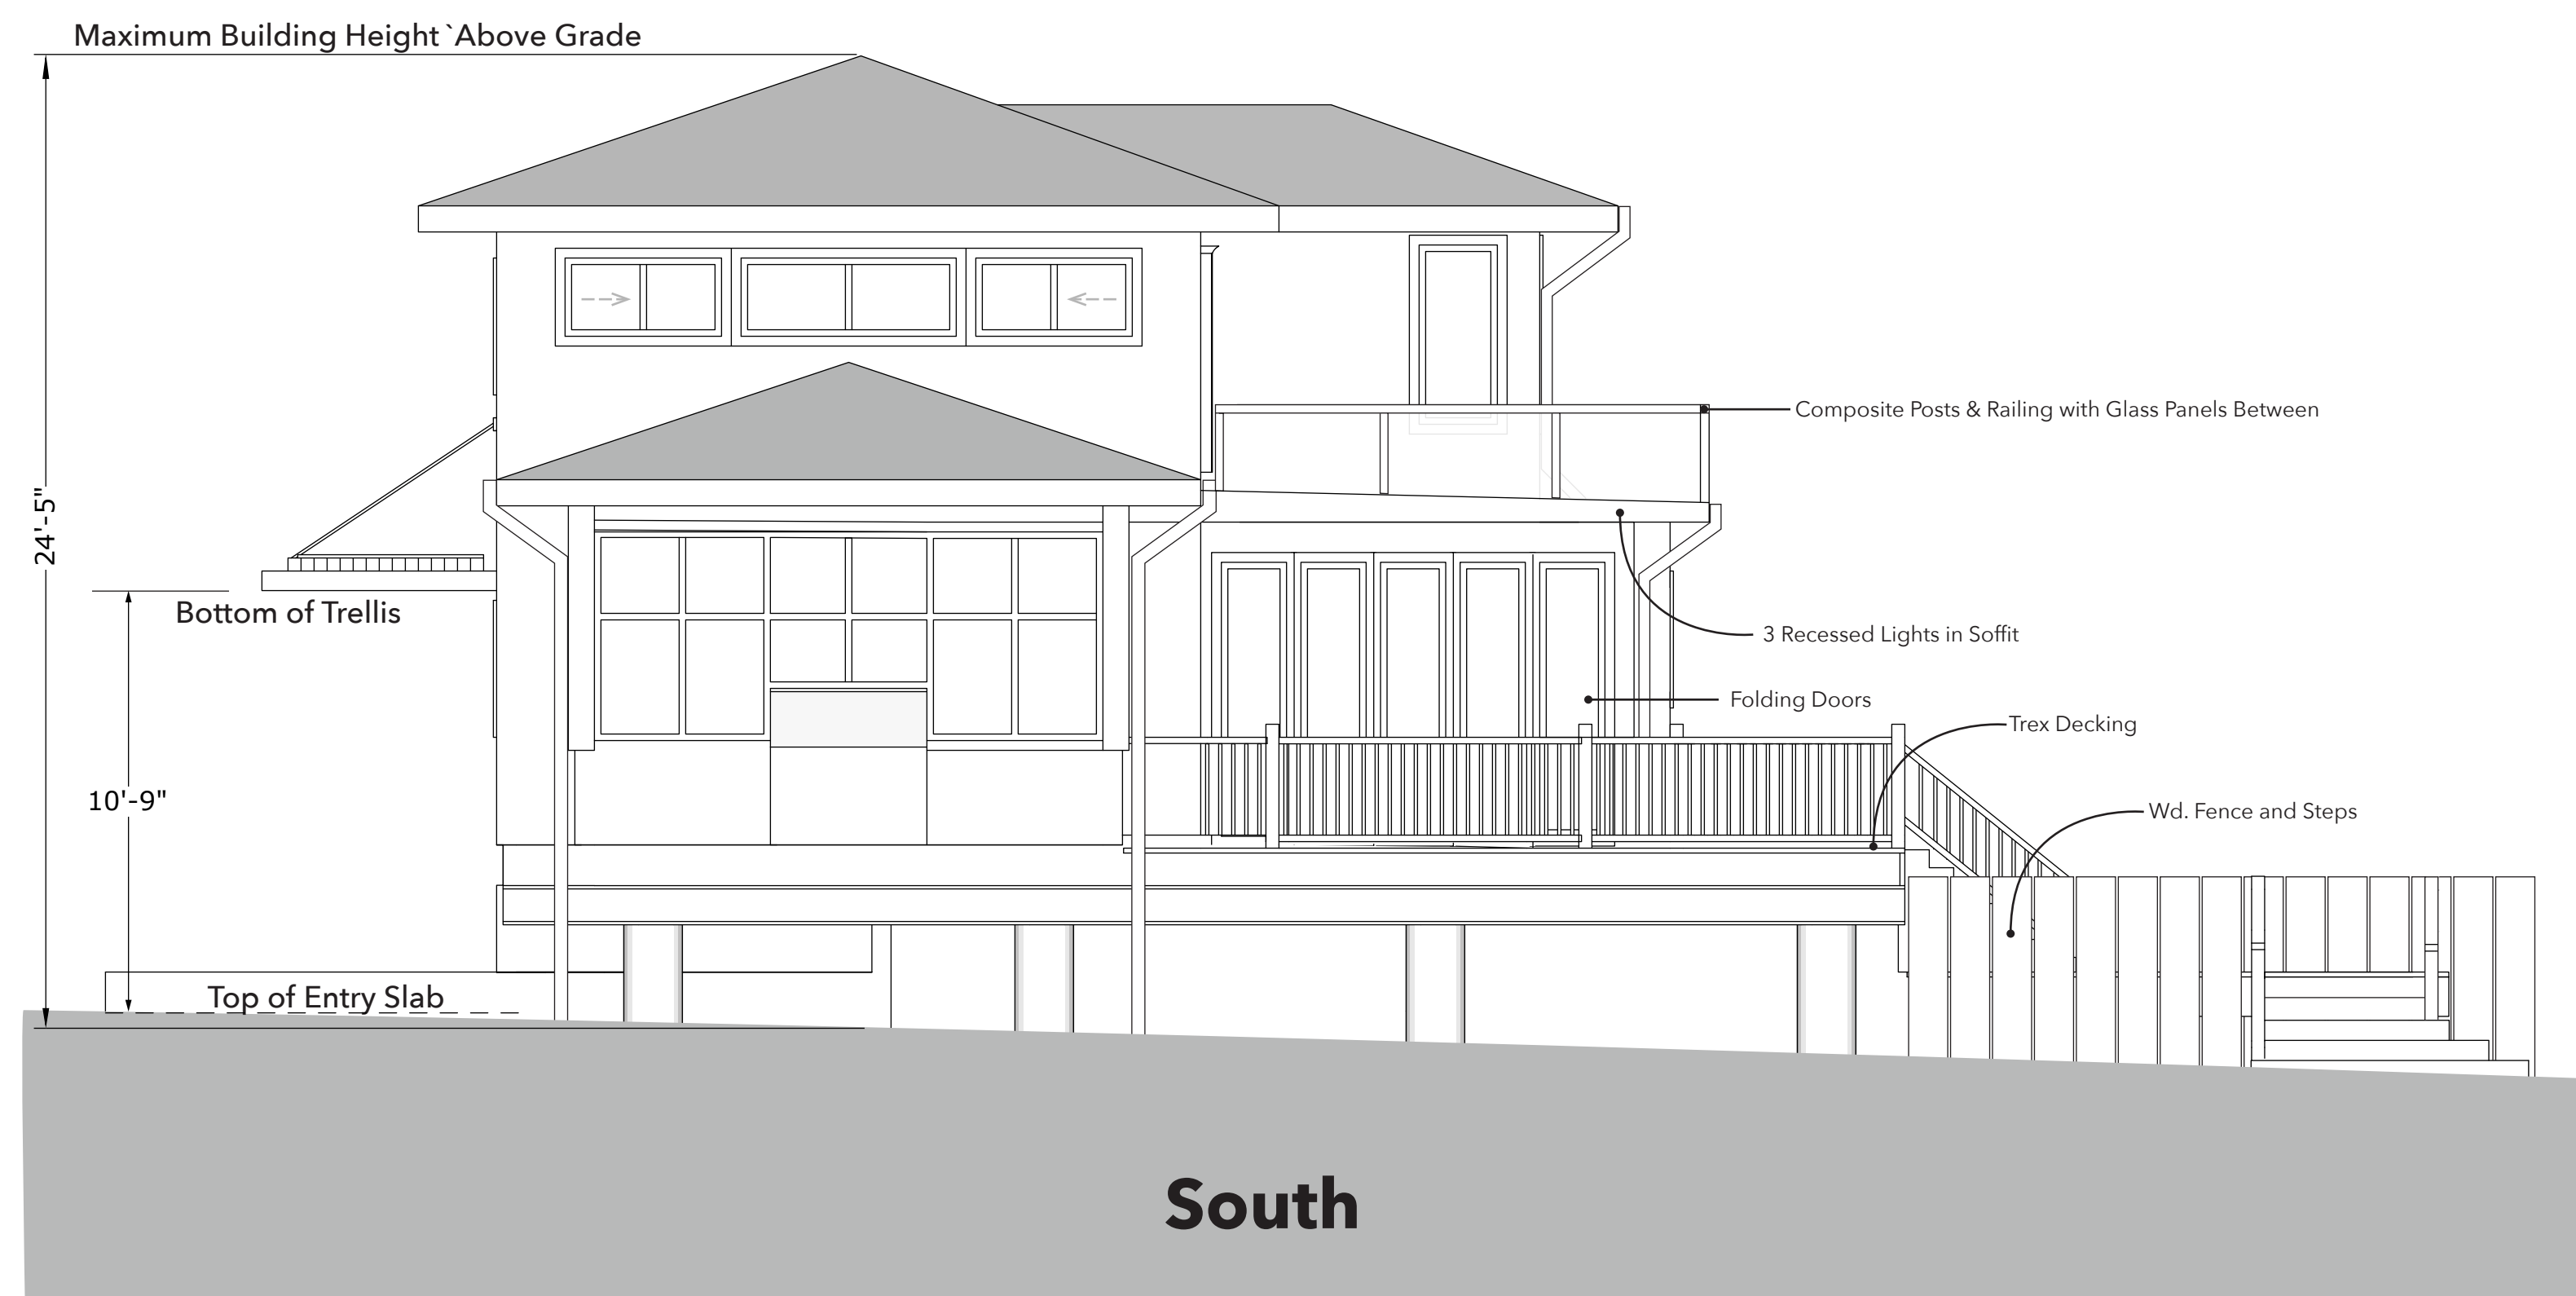 Maximum Building Height `Above Grade
24'-5"
Composite Posts & Railing with Glass Panels Between
Bottom of Trellis
3 Recessed Lights in Soffit
Folding Doors
Trex Decking
10'-9"
Wd. Fence and Steps
Top of Entry Slab
South